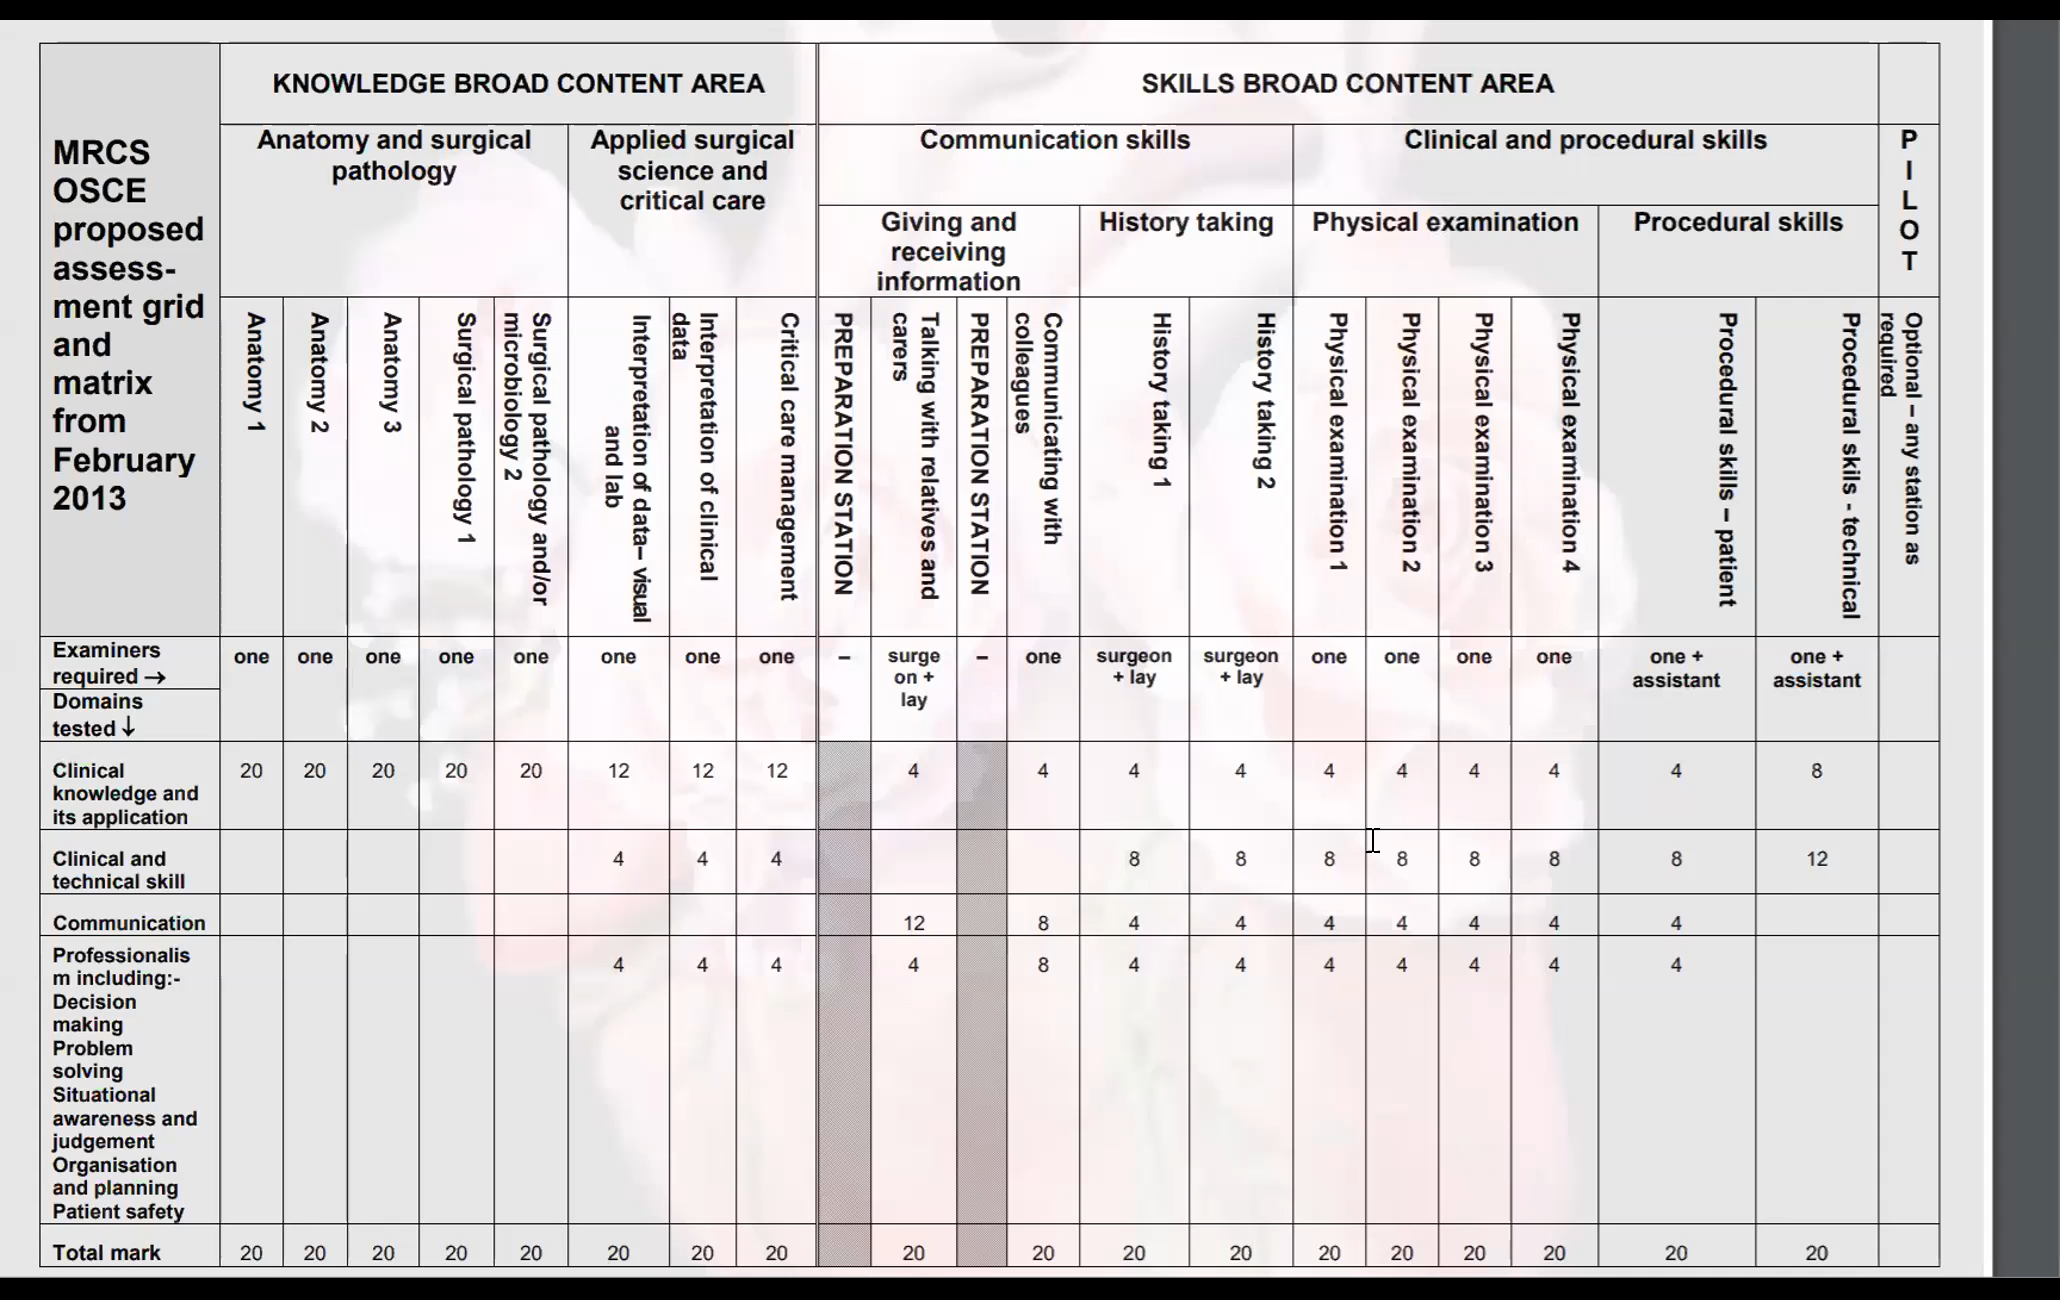 MRCS
OSCE
proposed
assess-
ment grid
and
matrix
from
February
2013
KNOWLEDGE BROAD CONTENT AREA
SKILLS BROAD CONTENT AREA
Anatomy and surgical
pathology
Applied surgical
science and
critical care
Communication skills
Clinical and procedural skills
P
I
L
O
T
Giving and
receiving
information
History taking
Physical examination
Procedural skills
Anatomy 1
Anatomy 2
Anatomy 3
Surgical pathology 1
Surgical pathology and/or
microbiology 2
Interpretation of data– visual
and lab
Interpretation of clinical
data
Critical care management
PREPARATION STATION
Talking with relatives and
carers
PREPARATION STATION
Communicating with
colleagues
History taking 1
History taking 2
Physical examination 1
Physical examination 2
Physical examination 3
Physical examination 4
Procedural skills – patient
Procedural skils - technical
Optional – any station as
required
Examiners
required →
one one one one one one one one – surge
on +
lay
– one surgeon
+ lay
surgeon
+ lay
one one one one one +
assistant
one +
assistant
Domains
tested ↓
Clinical
knowledge and
its application
20 20 20 20 20 12 12 12 4 4 4 4 4 4 4 4 4 8
Clinical and
technical skill
4 4 4 8 8 8 8 8 8 8 12
Communication 12 8 4 4 4 4 4 4 4
Professionalis
m including:-
Decision
making
Problem
solving
Situational
awareness and
judgement
Organisation
and planning
Patient safety
4 4 4 4 8 4 4 4 4 4 4 4
Total mark 20 20 20 20 20 20 20 20 20 20 20 20 20 20 20 20 20 20